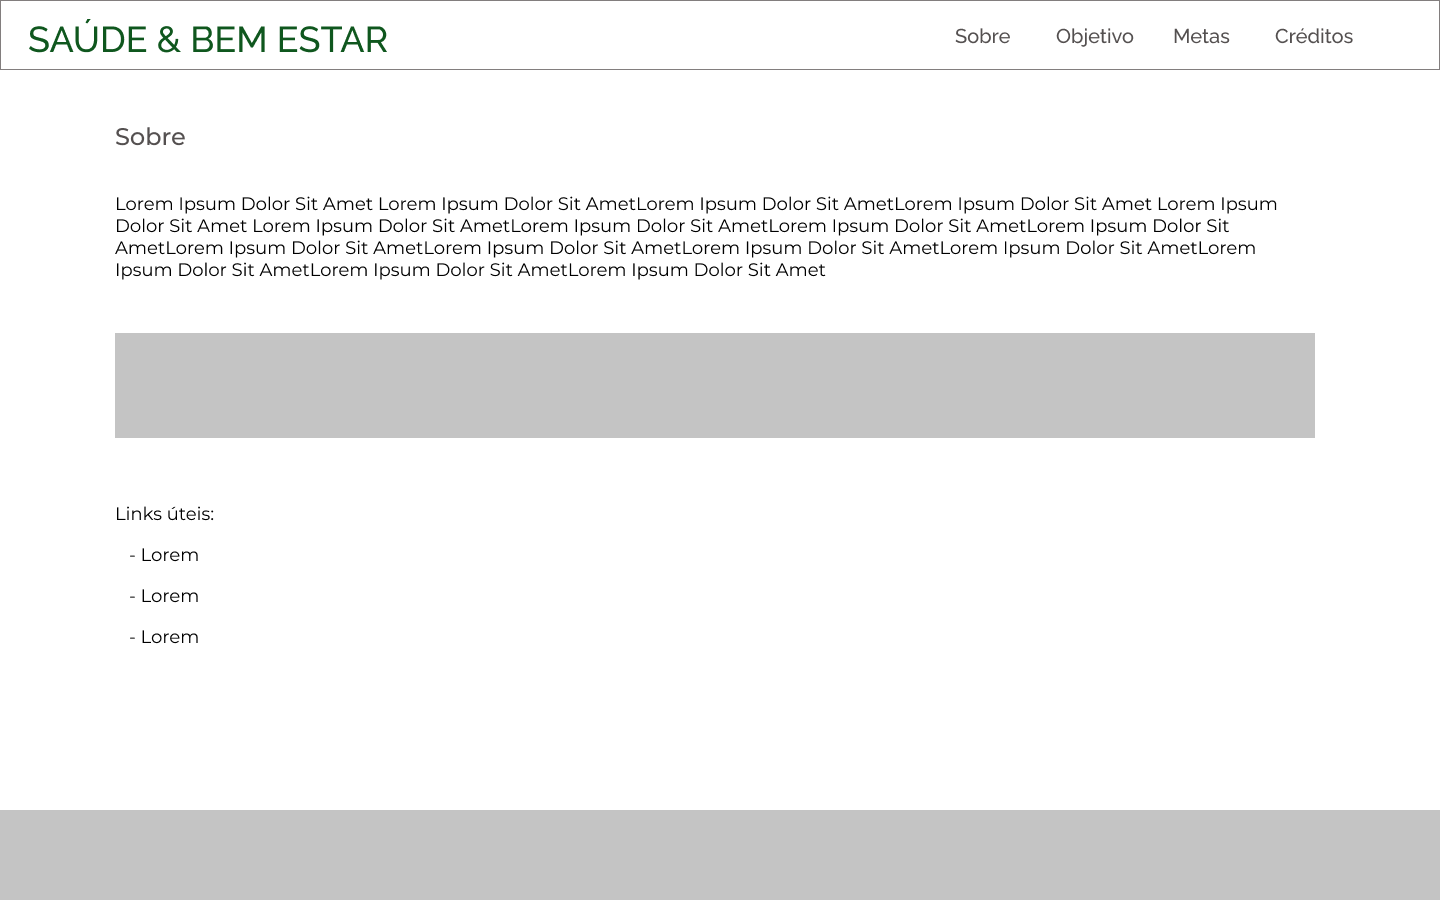 SAÚDE & BEM ESTAR
Sobre Objetivo Metas Créditos
Sobre
Lorem Ipsum Dolor Sit Amet Lorem Ipsum Dolor Sit AmetLorem Ipsum Dolor Sit AmetLorem Ipsum Dolor Sit Amet Lorem Ipsum
Dolor Sit Amet Lorem Ipsum Dolor Sit AmetLorem Ipsum Dolor Sit AmetLorem Ipsum Dolor Sit AmetLorem Ipsum Dolor Sit
AmetLorem Ipsum Dolor Sit AmetLorem Ipsum Dolor Sit AmetLorem Ipsum Dolor Sit AmetLorem Ipsum Dolor Sit AmetLorem
Ipsum Dolor Sit AmetLorem Ipsum Dolor Sit AmetLorem Ipsum Dolor Sit Amet
Links úteis:
- Lorem
- Lorem
- Lorem